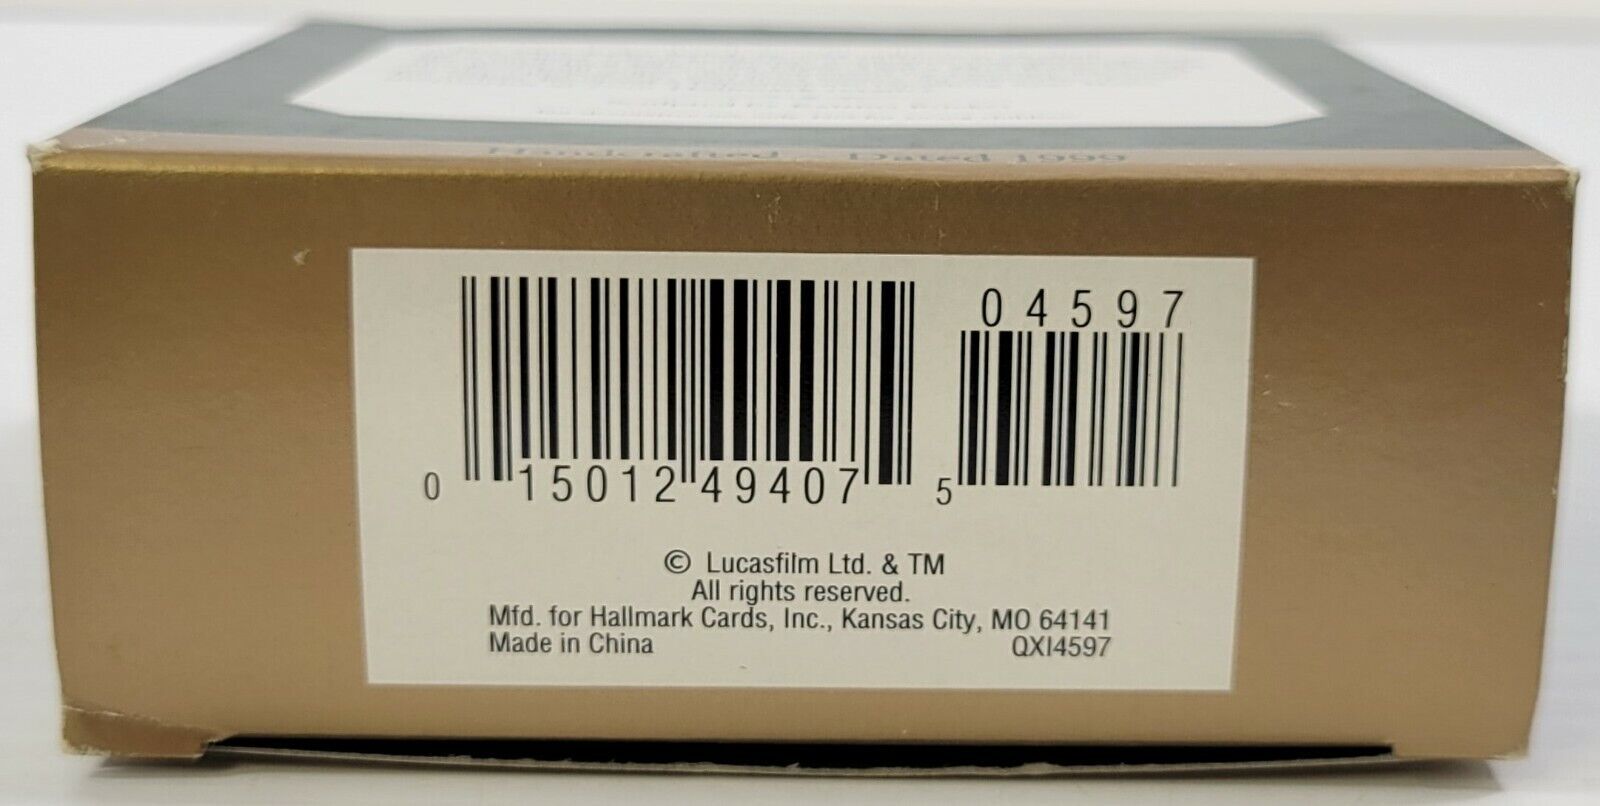 Handcrafted Dated 1999
04597
0 15012 49407 5
© Lucasfilm Ltd. & TM
All rights reserved.
Mfd. for Hallmark Cards, Inc., Kansas City, MO 64141
Made in China QXI4597